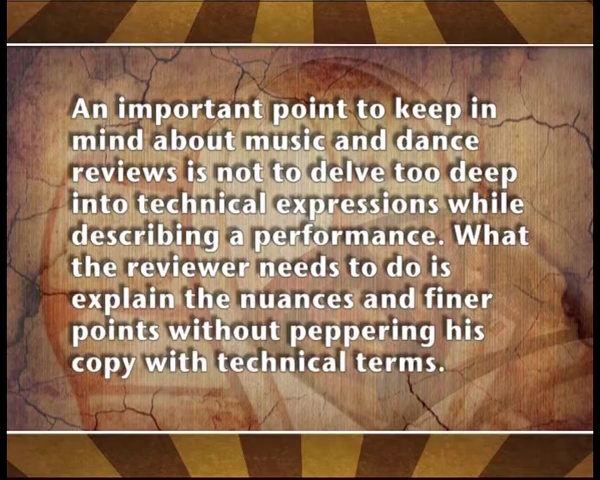 An important point to keep in
mind about music and dance
reviews is not to delve too deep
into technical expressions while
describing a performance. What
the reviewer needs to do is
explain the nuances and finer
points without peppering his
copy with technical terms.